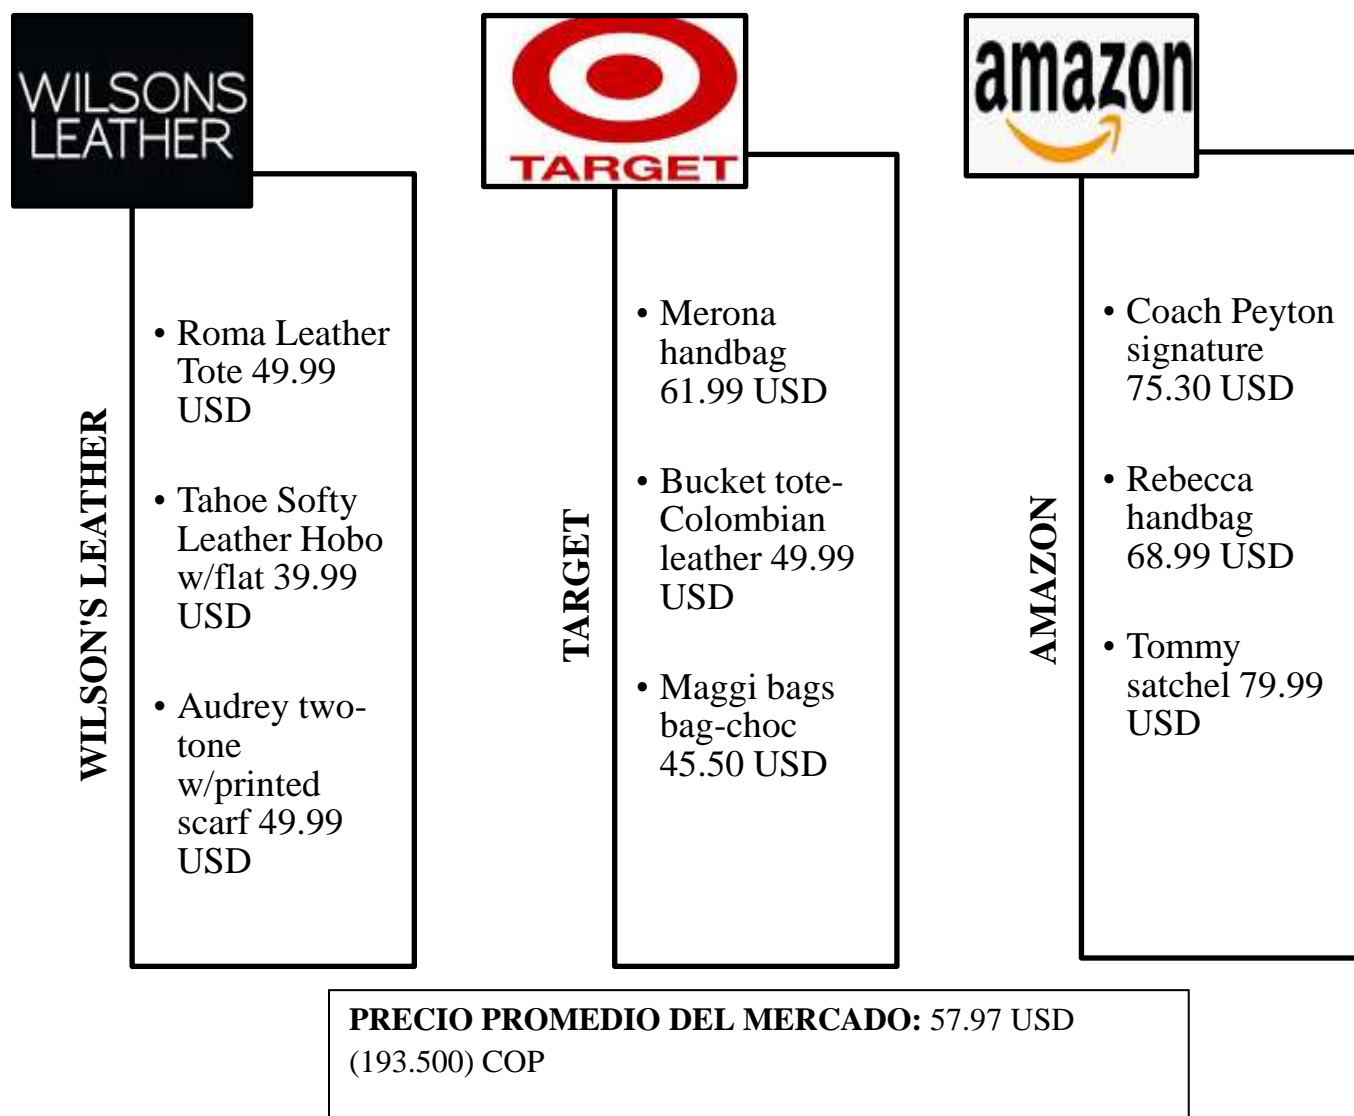 WILSONS
LEATHER
WILSON'S LEATHER
• Roma Leather
Tote 49.99
USD
• Tahoe Softy
Leather Hobo
w/flat 39.99
USD
• Audrey two-
tone
w/printed
scarf 49.99
USD
TARGET
TARGET
• Merona
handbag
61.99 USD
• Bucket tote-
Colombian
leather 49.99
USD
• Maggi bags
bag-choc
45.50 USD
amazon
AMAZON
• Coach Peyton
signature
75.30 USD
• Rebecca
handbag
68.99 USD
• Tommy
satchel 79.99
USD
PRECIO PROMEDIO DEL MERCADO: 57.97 USD
(193.500) COP